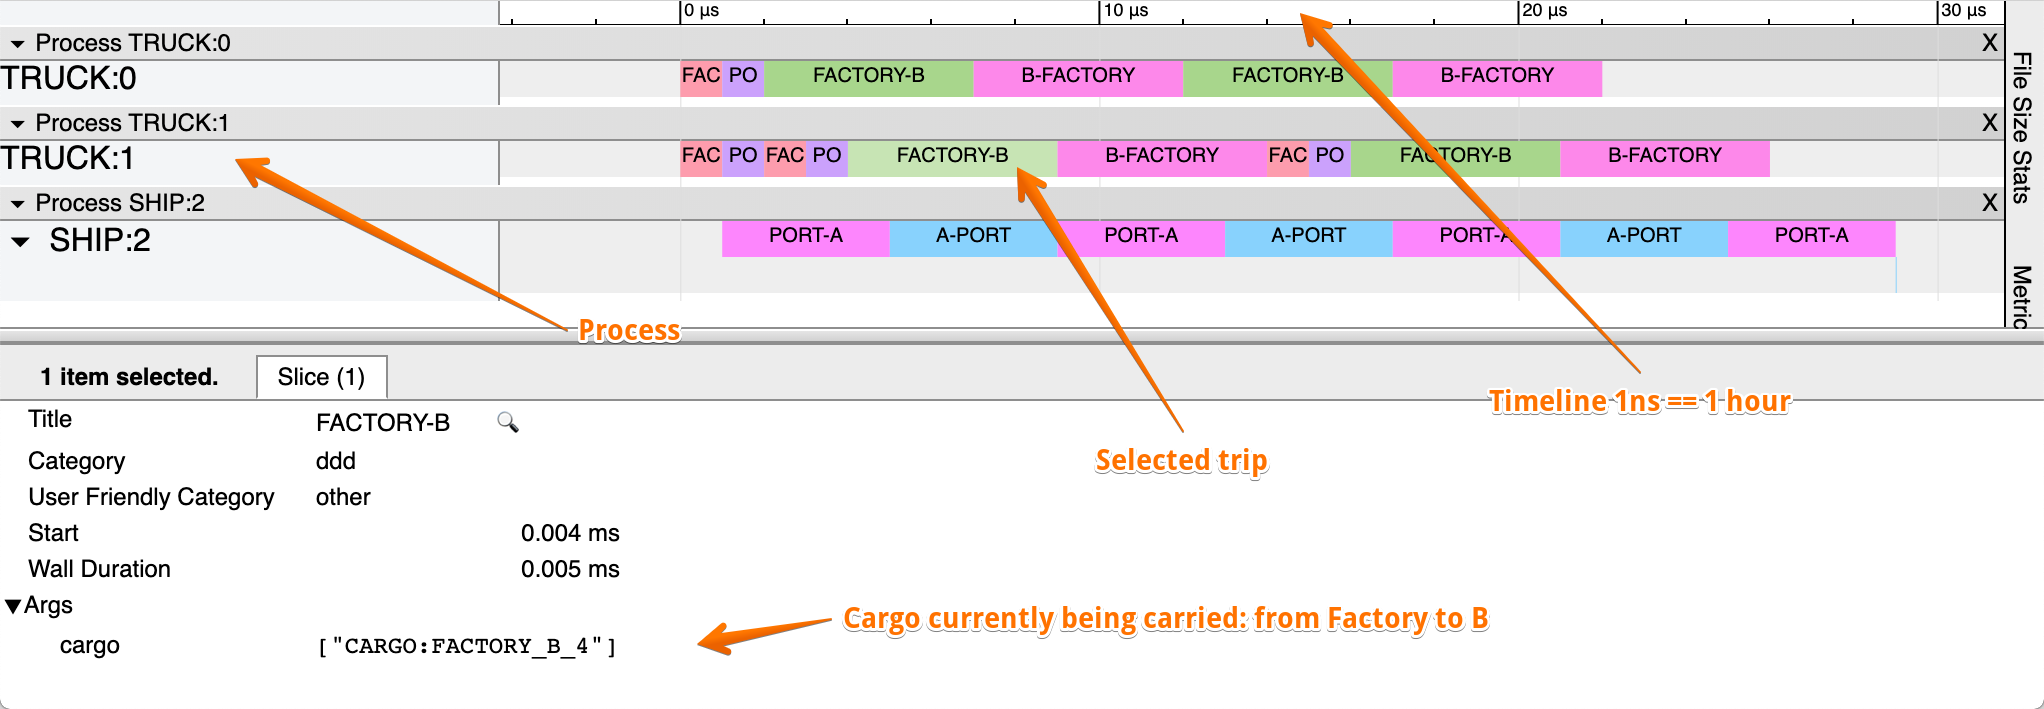 0 µs 10 µs 20 µs 30 µs
Process TRUCK:0 X
TRUCK:0 FAC PO FACTORY-B B-FACTORY FACTORY-B B-FACTORY
Process TRUCK:1 X
TRUCK:1 FAC PO FAC PO FACTORY-B B-FACTORY FAC PO FACTORY-B B-FACTORY
Process SHIP:2 X
SHIP:2 PORT-A A-PORT PORT-A A-PORT PORT-A A-PORT PORT-A
File Size Stats
Metric
Process
Timeline 1ns == 1 hour
Selected trip
1 item selected. Slice (1)
Title FACTORY-B
Category ddd
User Friendly Category other
Start 0.004 ms
Wall Duration 0.005 ms
Args
Cargo currently being carried: from Factory to B
cargo ["CARGO:FACTORY_B_4"]